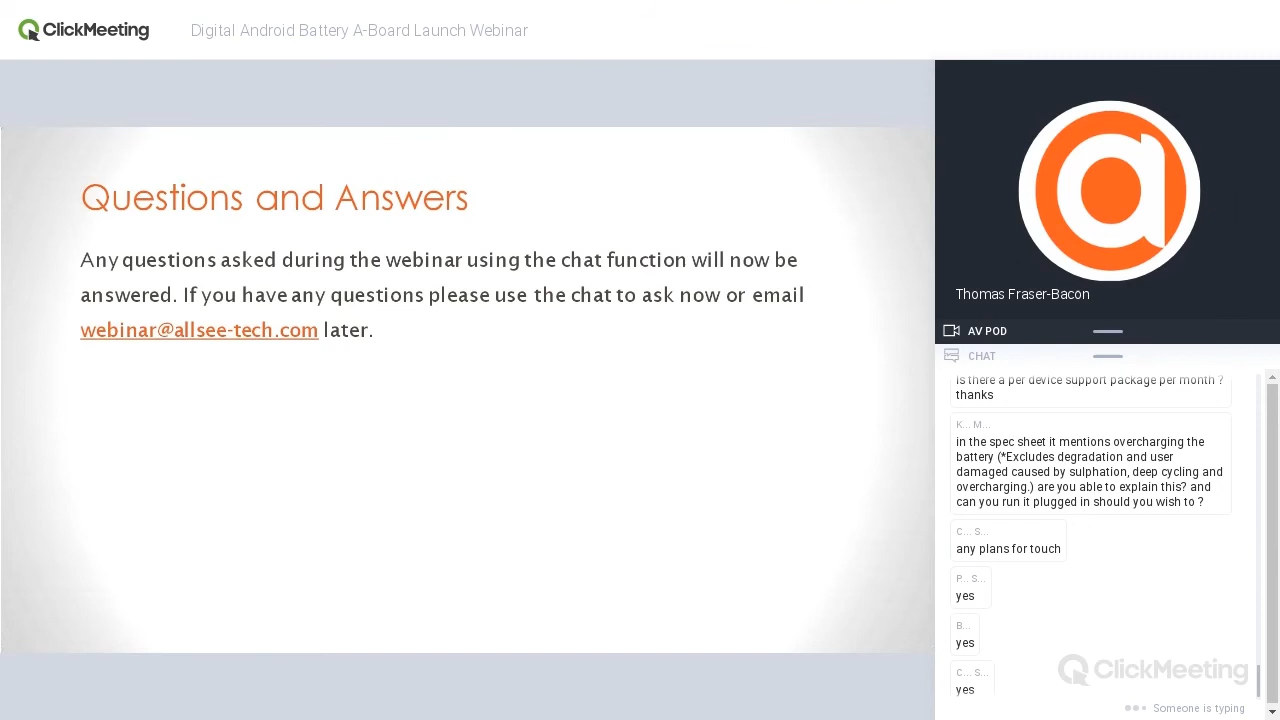 ClickMeeting
Digital Android Battery A-Board Launch Webinar
Questions and Answers
Any questions asked during the webinar using the chat function will now be
answered. If you have any questions please use the chat to ask now or email
webinar@allsee-tech.com later.
a
Thomas Fraser-Bacon
AV POD
CHAT
is there a per device support package per month ?
thanks
K... M...
in the spec sheet it mentions overcharging the
battery (*Excludes degradation and user
damaged caused by sulphation, deep cycling and
overcharging.) are you able to explain this? and
can you run it plugged in should you wish to ?
C... S...
any plans for touch
P... S...
yes
B...
yes
C... S...
yes
ClickMeeting
Someone is typing